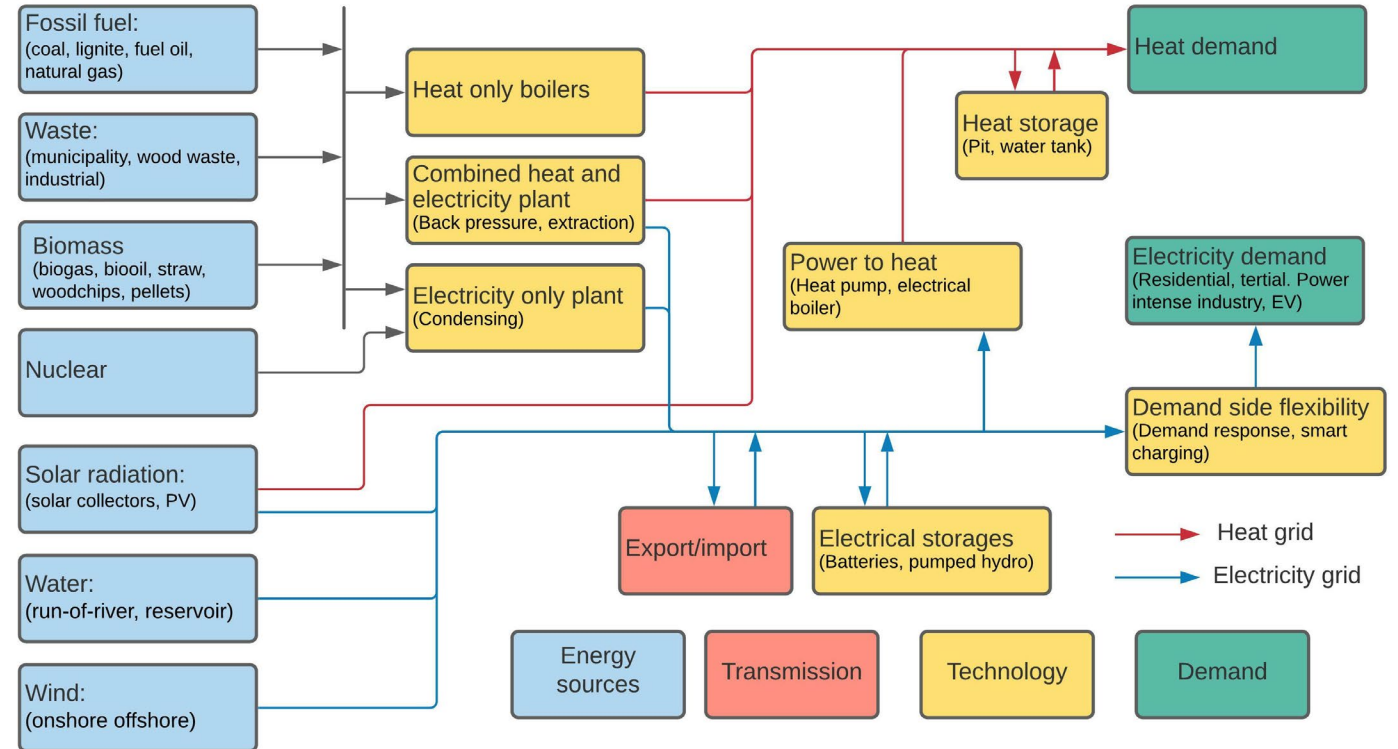 Fossil fuel:
(coal, lignite, fuel oil,
natural gas)
Waste:
(municipality, wood waste,
industrial)
Biomass
(biogas, biooil, straw,
woodchips, pellets)
Nuclear
Solar radiation:
(solar collectors, PV)
Water:
(run-of-river, reservoir)
Wind:
(onshore offshore)
Heat only boilers
Combined heat and
electricity plant
(Back pressure, extraction)
Electricity only plant
(Condensing)
Power to heat
(Heat pump, electrical
boiler)
Heat storage
(Pit, water tank)
Heat demand
Electricity demand
(Residential, tertial. Power
intense industry, EV)
Demand side flexibility
(Demand response, smart
charging)
Export/import
Electrical storages
(Batteries, pumped hydro)
Heat grid
Electricity grid
Energy
sources
Transmission
Technology
Demand